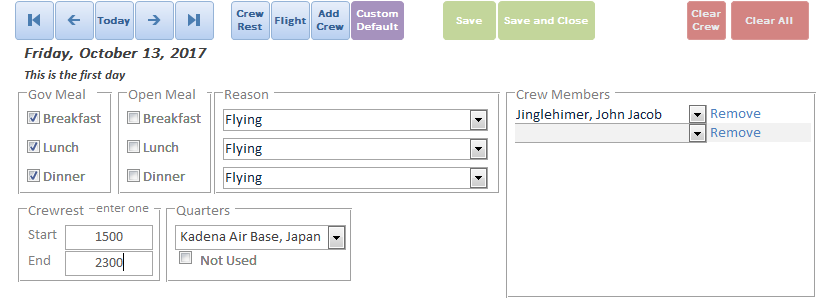 Today Crew Rest Flight Add Crew Custom Default Save Save and Close Clear Crew Clear All
Friday, October 13, 2017
This is the first day
Gov Meal Open Meal Reason Crew Members
Breakfast Breakfast Flying Jinglehimer, John Jacob Remove
Remove
Lunch Lunch Flying
Dinner Dinner Flying
Crewrest enter one Quarters
Start 1500 Kadena Air Base, Japan
End 2300 Not Used